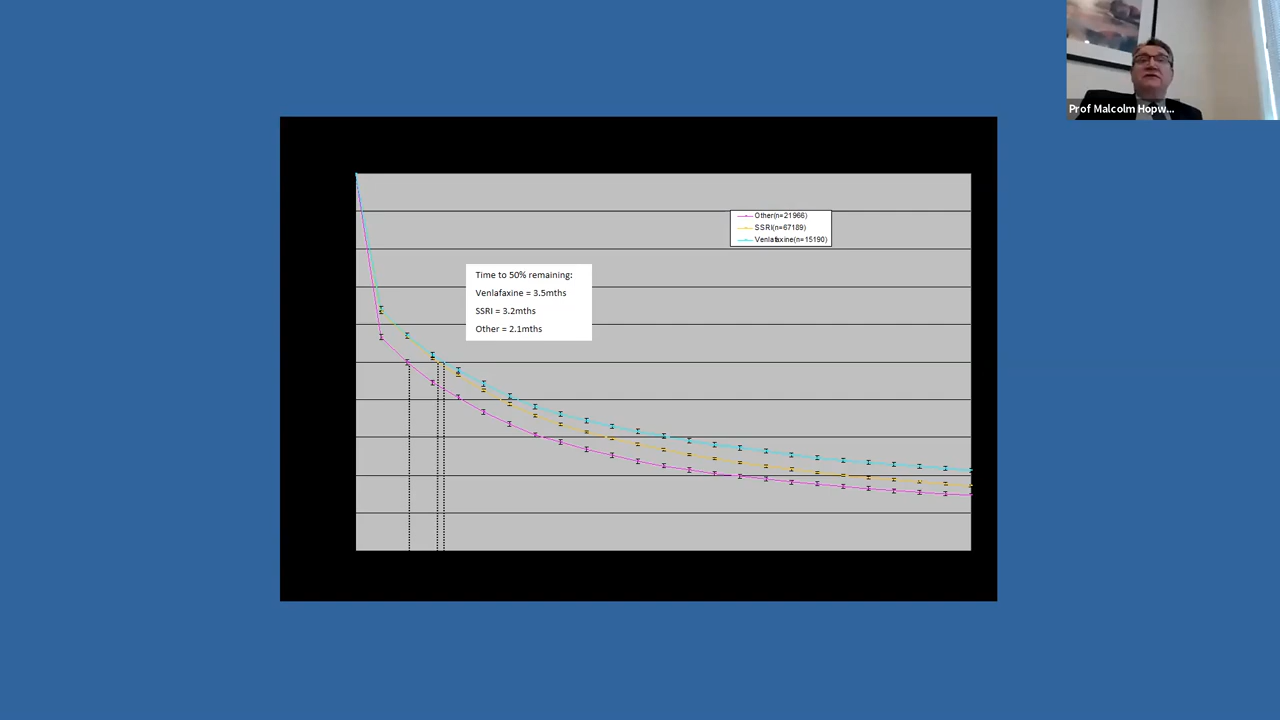 Prof Malcolm Hopw...
Other(n=21966)
SSRI(n=67189)
Venlafaxine(n=15190)
Time to 50% remaining:
Venlafaxine = 3.5mths
SSRI = 3.2mths
Other = 2.1mths